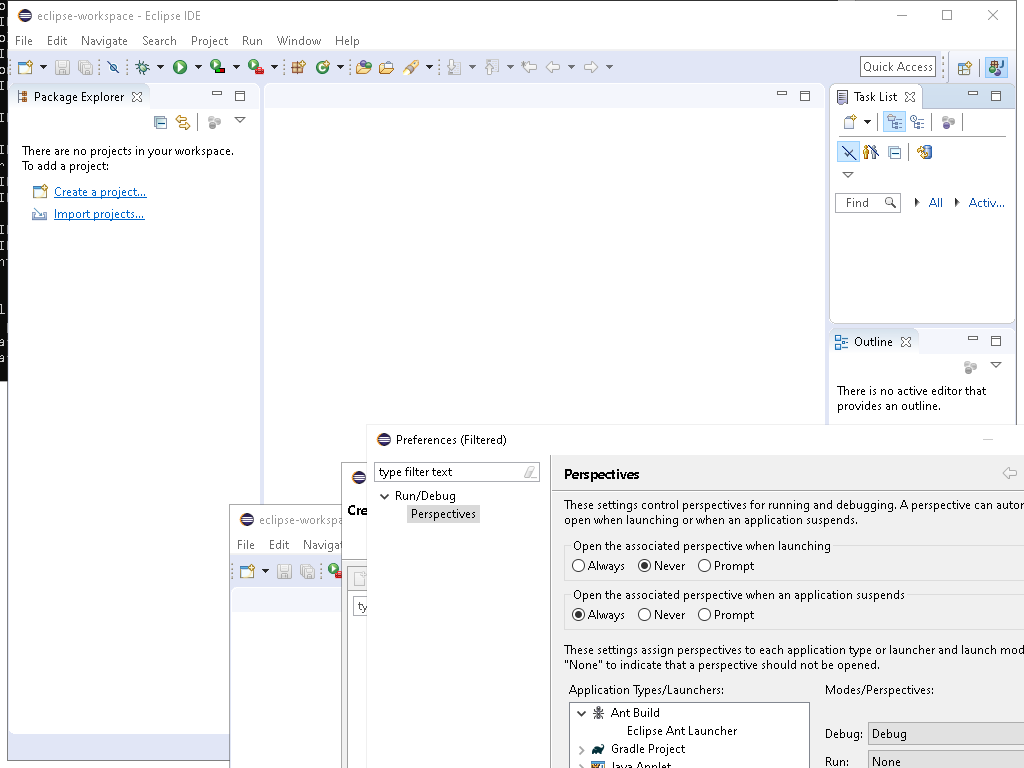 eclipse-workspace - Eclipse IDE
File Edit Navigate Search Project Run Window Help
Quick Access
Package Explorer
There are no projects in your workspace.
To add a project:
Create a project...
Import projects...
Task List
Find All Activ...
Outline
There is no active editor that
provides an outline.
Preferences (Filtered)
type filter text
Run/Debug
Perspectives
Perspectives
These settings control perspectives for running and debugging. A perspective can autor
open when launching or when an application suspends.
Open the associated perspective when launching
Always Never Prompt
Open the associated perspective when an application suspends
Always Never Prompt
These settings assign perspectives to each application type or launcher and launch mod
"None" to indicate that a perspective should not be opened.
Application Types/Launchers:
Ant Build
Eclipse Ant Launcher
Gradle Project
Java Applet
Modes/Perspectives:
Debug: Debug
Run: None
Cre
ty
eclipse-workspa
File Edit Naviga